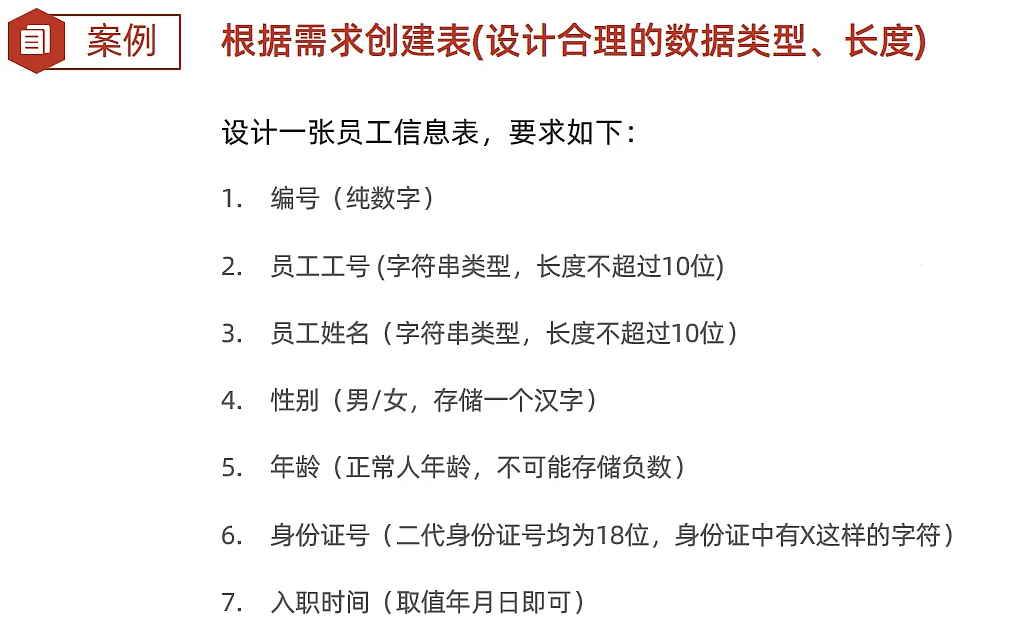 案例
根据需求创建表(设计合理的数据类型、长度)
设计一张员工信息表，要求如下：
1. 编号（纯数字）
2. 员工工号 (字符串类型，长度不超过10位)
3. 员工姓名（字符串类型，长度不超过10位）
4. 性别（男/女，存储一个汉字）
5. 年龄（正常人年龄，不可能存储负数）
6. 身份证号（二代身份证号均为18位，身份证中有X这样的字符）
7. 入职时间（取值年月日即可）